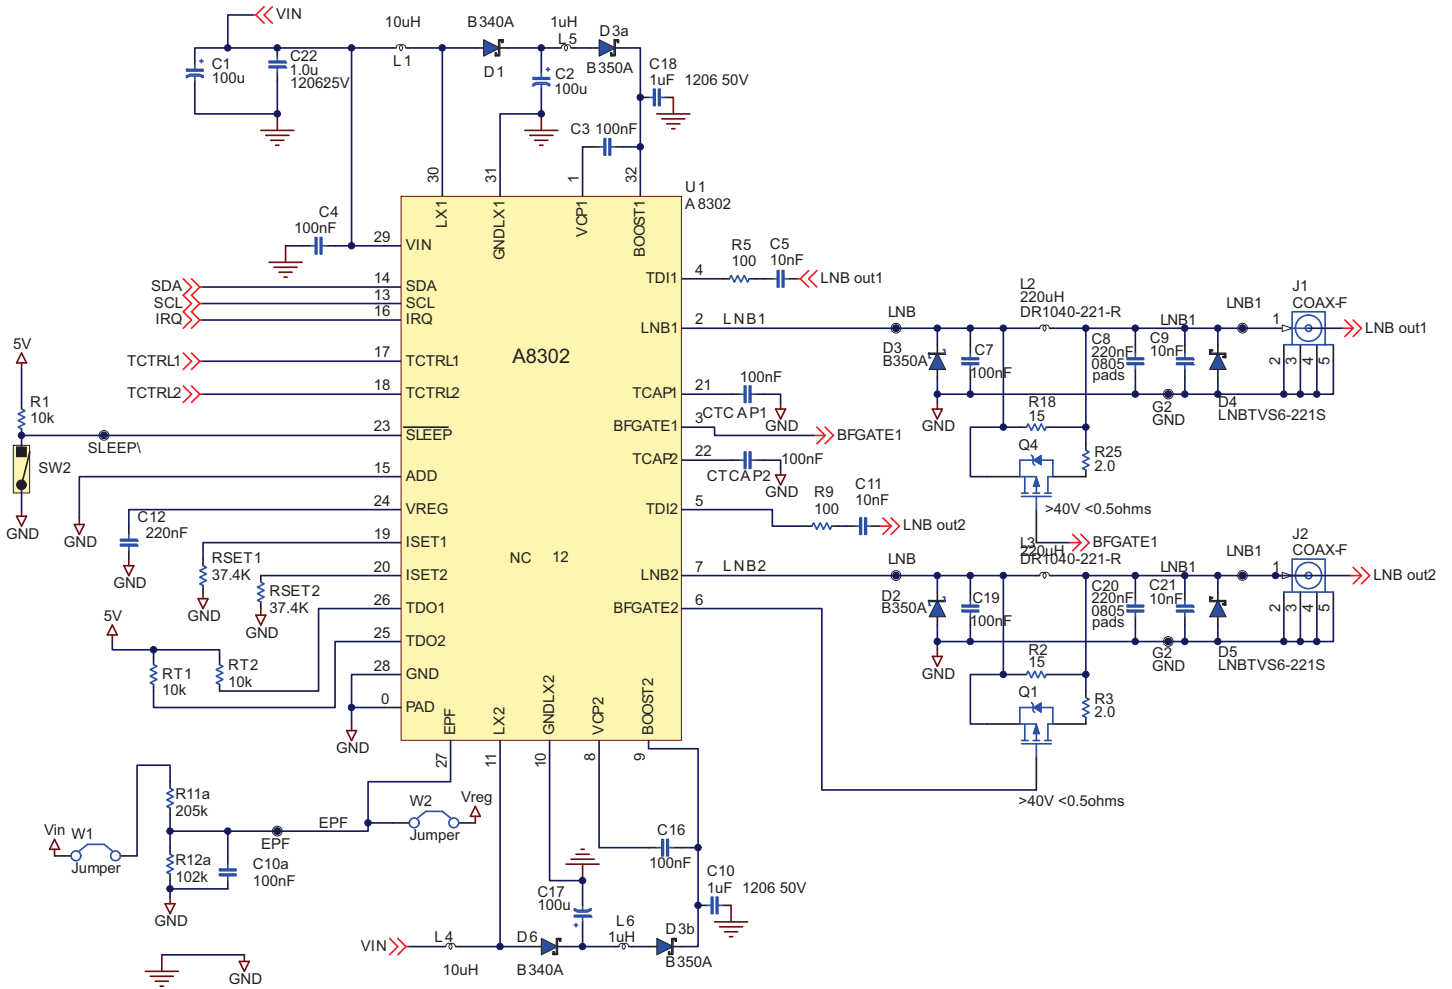 VIN
10uH
B340A
1uH
D3a
L1
D1
L5
B350A
C1
100u
C22
1.0u
120625V
C2
100u
C18
1uF 1206 50V
C3 100nF
30
31
1
32
U1
A8302
LX1
GNDLX1
VCP1
BOOST1
C4
100nF
29
VIN
SDA
14
SDA
SCL
13
SCL
IRQ
16
IRQ
TCTRL1
17
TCTRL1
TCTRL2
18
TCTRL2
5V
R1
10k
SLEEP\
23
SLEEP
SW2
GND
15
ADD
GND
24
VREG
C12
220nF
GND
19
ISET1
RSET1
37.4K
GND
20
ISET2
RSET2
37.4K
GND
26
TDO1
25
TDO2
5V
RT1
10k
RT2
10k
28
GND
0
PAD
GND
A8302
NC 12
TDI1
4
R5
100
C5
10nF
LNB out1
LNB1
2
LNB1
TCAP1
21
100nF
CTCAP1
GND
BFGATE1
3
BFGATE1
TCAP2
22
100nF
CTCAP2
GND
TDI2
5
R9
100
C11
10nF
LNB out2
LNB2
7
LNB2
BFGATE2
6
LNB
L2
220uH
DR1040-221-R
LNB1
J1
COAX-F
LNB1
1
LNB out1
D3
B350A
C7
100nF
C8
220nF
0805
pads
C9
10nF
2
3
4
5
GND
R18
15
G2
GND
D4
LNBTVS6-221S
Q4
R25
2.0
>40V <0.5ohms
BFGATE1
LNB
L3
220uH
DR1040-221-R
LNB1
J2
COAX-F
LNB1
1
LNB out2
D2
B350A
C19
100nF
C20
220nF
0805
pads
C21
10nF
2
3
4
5
GND
R2
15
G2
GND
D5
LNBTVS6-221S
Q1
R3
2.0
>40V <0.5ohms
EPF
LX2
GNDLX2
VCP2
BOOST2
27
11
10
8
9
Vin
W1
Jumper
R11a
205k
R12a
102k
GND
C10a
100nF
EPF
EPF
W2
Jumper
Vreg
C16
100nF
C17
100u
C10
1uF 1206 50V
VIN
L4
10uH
D6
B340A
L6
1uH
D3b
B350A
GND